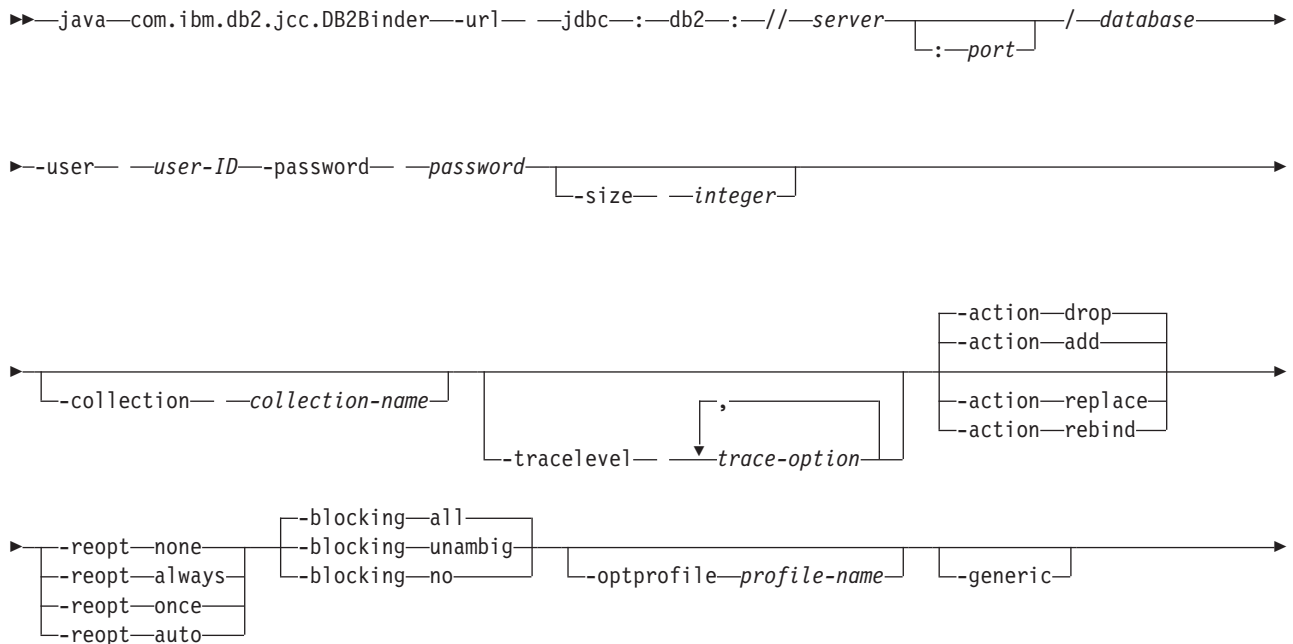 java com.ibm.db2.jcc.DB2Binder -url jdbc : db2 : // server / database
: port
-user user-ID -password password
-size integer
-action drop
-action add
-collection collection-name
-action replace
,
-action rebind
-tracelevel trace-option
-blocking all
-reopt none
-blocking unambig
-reopt always
-blocking no
-optprofile profile-name
-generic
-reopt once
-reopt auto